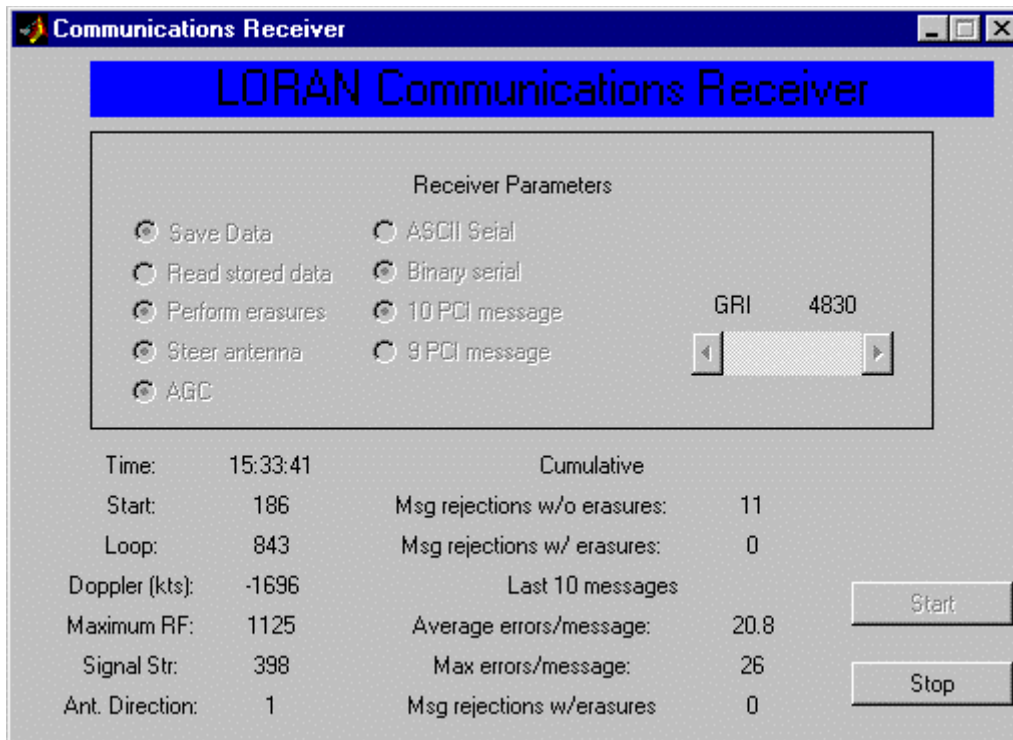 Communications Receiver
LORAN Communications Receiver
Receiver Parameters
Save Data
Read stored data
Perform erasures
Steer antenna
AGC
ASCII Seial
Binary serial
10 PCI message
9 PCI message
GRI 4830
Time: 15:33:41
Start: 186
Loop: 843
Doppler (kts): -1696
Maximum RF: 1125
Signal Str: 398
Ant. Direction: 1
Cumulative
Msg rejections w/o erasures: 11
Msg rejections w/ erasures: 0
Last 10 messages
Average errors/message: 20.8
Max errors/message: 26
Msg rejections w/erasures 0
Start
Stop